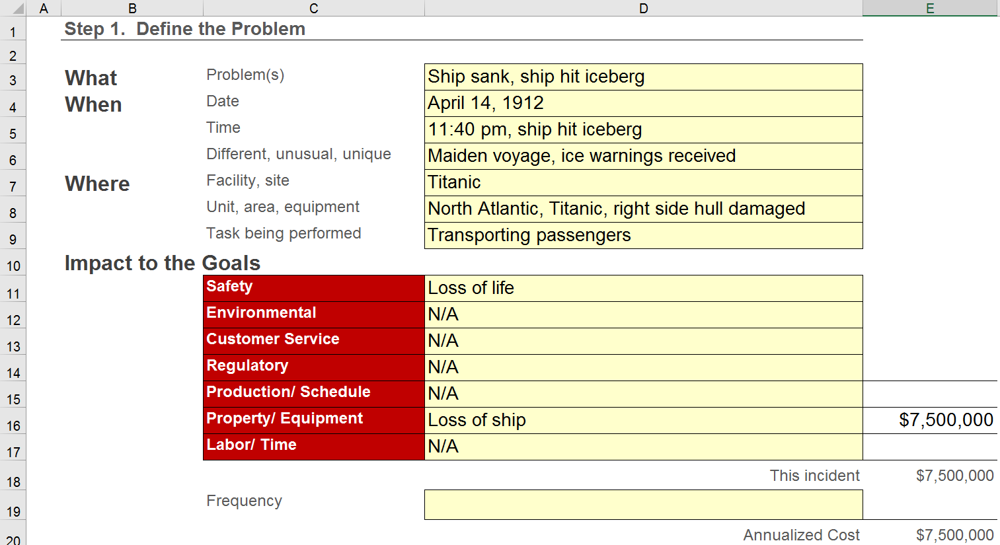 A B C D E
1 Step 1.  Define the Problem
2
3 What Problem(s) Ship sank, ship hit iceberg
4 When Date April 14, 1912
5 Time 11:40 pm, ship hit iceberg
6 Different, unusual, unique Maiden voyage, ice warnings received
7 Where Facility, site Titanic
8 Unit, area, equipment North Atlantic, Titanic, right side hull damaged
9 Task being performed Transporting passengers
10 Impact to the Goals
11 Safety Loss of life
12 Environmental N/A
13 Customer Service N/A
14 Regulatory N/A
15 Production/ Schedule N/A
16 Property/ Equipment Loss of ship $7,500,000
17 Labor/ Time N/A
18 This incident $7,500,000
19 Frequency
20 Annualized Cost $7,500,000